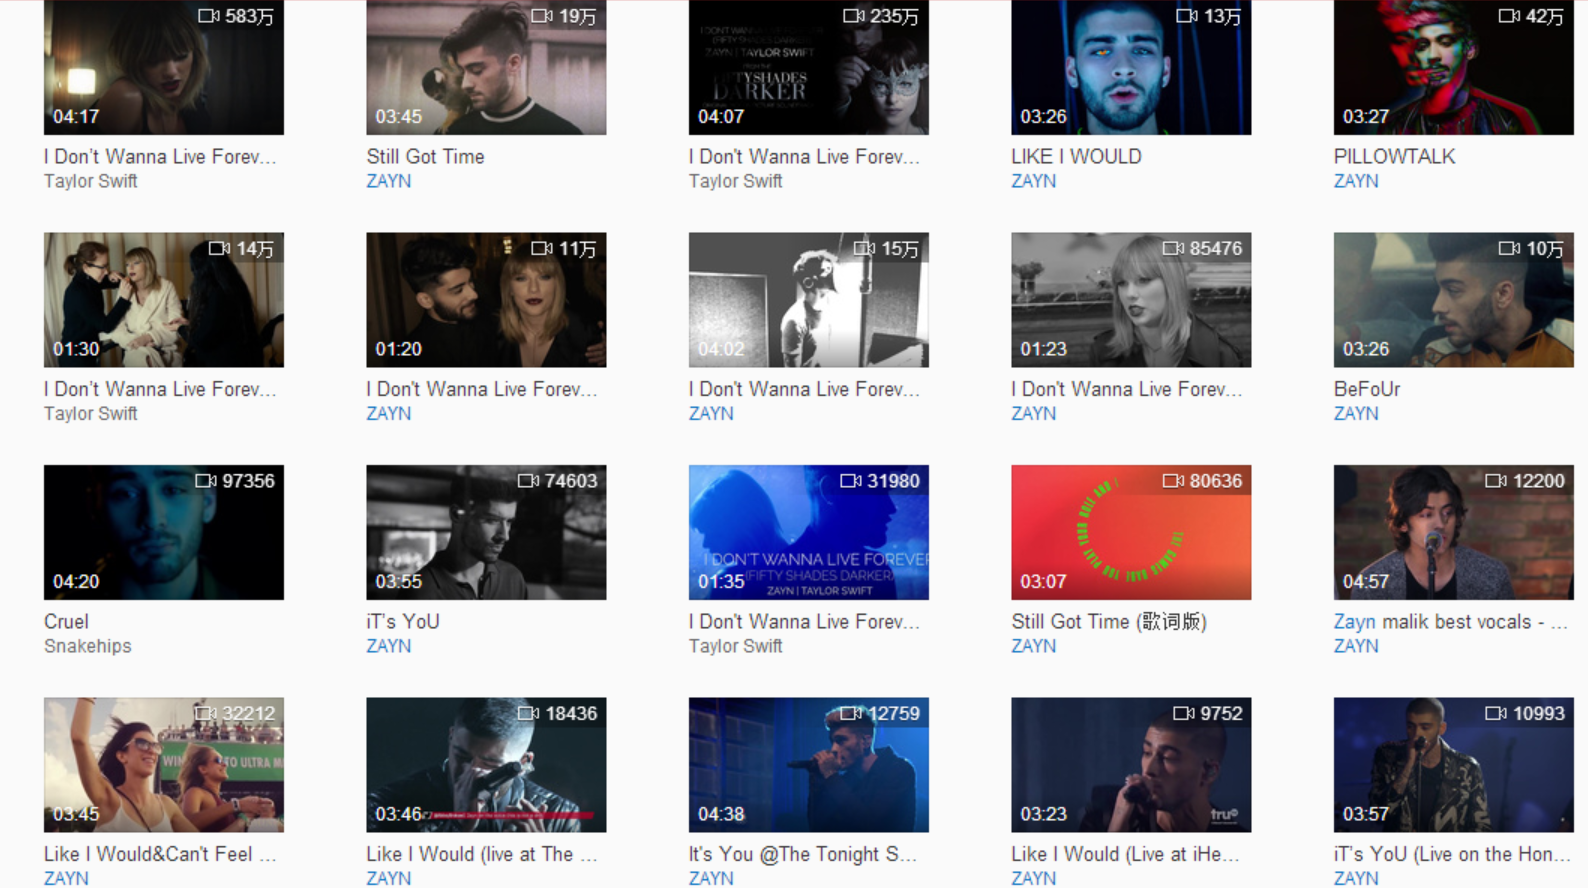 583万
19万
235万
13万
42万
I DON'T WANNA LIVE FOREVER
(FIFTY SHADES DARKER)
ZAYN | TAYLOR SWIFT
FROM THE
FIFTY SHADES
DARKER
04:17
03:45
04:07
03:26
03:27
I Don't Wanna Live Forev...
Still Got Time
I Don't Wanna Live Forev...
LIKE I WOULD
PILLOWTALK
Taylor Swift
ZAYN
Taylor Swift
ZAYN
ZAYN
14万
11万
15万
85476
10万
01:30
01:20
04:02
01:23
03:26
I Don't Wanna Live Forev...
I Don't Wanna Live Forev...
I Don't Wanna Live Forev...
I Don't Wanna Live Forev...
BeFoUr
Taylor Swift
ZAYN
ZAYN
ZAYN
ZAYN
97356
74603
31980
80636
12200
I DON'T WANNA LIVE FOREVER
(FIFTY SHADES DARKER)
ZAYN | TAYLOR SWIFT
04:20
03:55
01:35
03:07
04:57
Cruel
iT's YoU
I Don't Wanna Live Forev...
Still Got Time (歌词版)
Zayn malik best vocals - ...
Snakehips
ZAYN
Taylor Swift
ZAYN
ZAYN
32212
18436
12759
9752
10993
TO ULTRA M
03:45
03:46
04:38
03:23
tru
03:57
Like I Would&Can't Feel ...
Like I Would (live at The ...
It's You @The Tonight S...
Like I Would (Live at iHe...
iT's YoU (Live on the Hon...
ZAYN
ZAYN
ZAYN
ZAYN
ZAYN